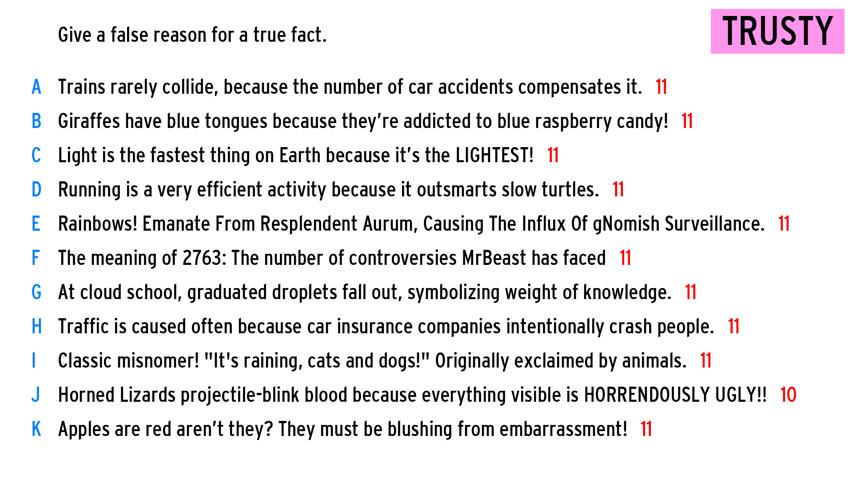 Give a false reason for a true fact.
TRUSTY
A Trains rarely collide, because the number of car accidents compensates it. 11
B Giraffes have blue tongues because they're addicted to blue raspberry candy! 11
C Light is the fastest thing on Earth because it's the LIGHTEST! 11
D Running is a very efficient activity because it outsmarts slow turtles. 11
E Rainbows! Emanate From Resplendent Aurum, Causing The Influx Of gNomish Surveillance. 11
F The meaning of 2763: The number of controversies MrBeast has faced 11
G At cloud school, graduated droplets fall out, symbolizing weight of knowledge. 11
H Traffic is caused often because car insurance companies intentionally crash people. 11
I Classic misnomer! "It's raining, cats and dogs!" Originally exclaimed by animals. 11
J Horned Lizards projectile-blink blood because everything visible is HORRENDOUSLY UGLY!! 10
K Apples are red aren't they? They must be blushing from embarrassment! 11